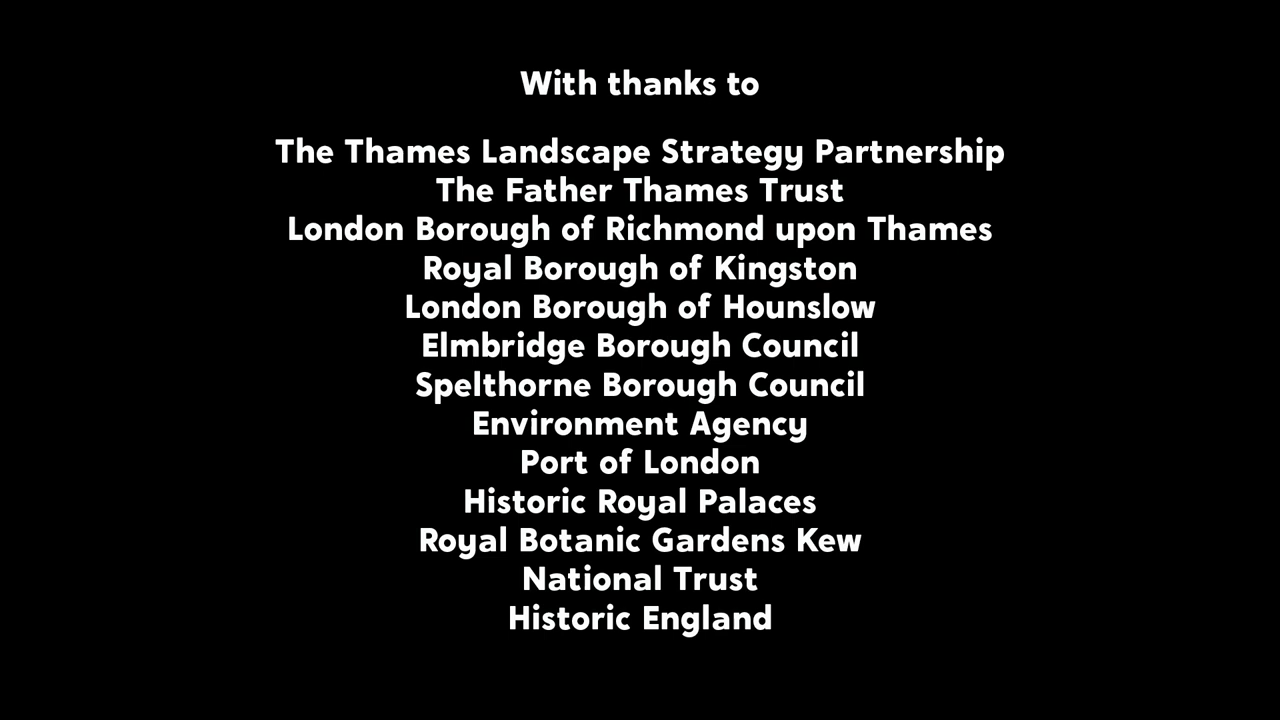 With thanks to
The Thames Landscape Strategy Partnership
The Father Thames Trust
London Borough of Richmond upon Thames
Royal Borough of Kingston
London Borough of Hounslow
Elmbridge Borough Council
Spelthorne Borough Council
Environment Agency
Port of London
Historic Royal Palaces
Royal Botanic Gardens Kew
National Trust
Historic England